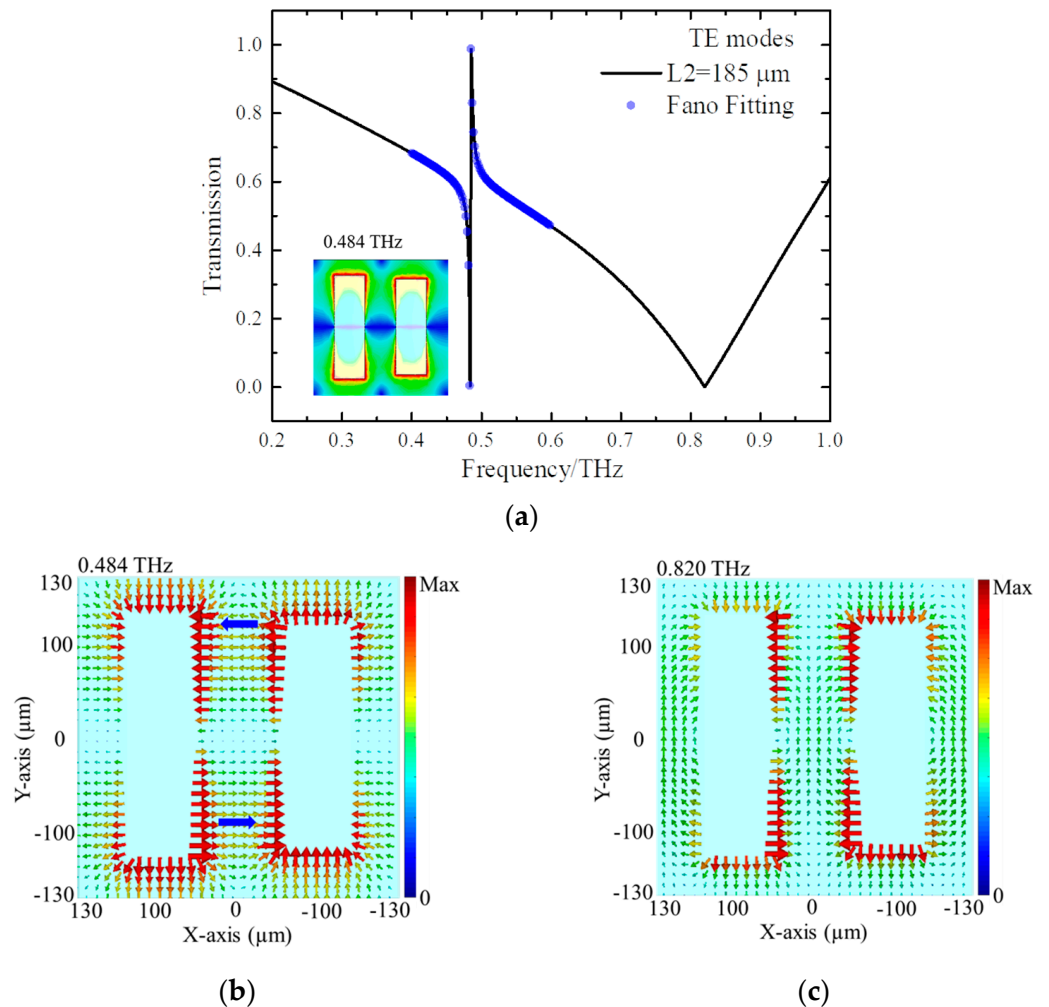 TE modes
L2=185 μm
Fano Fitting
Transmission
1.0
0.8
0.6
0.4
0.2
0.0
0.484 THz
0.2 0.3 0.4 0.5 0.6 0.7 0.8 0.9 1.0
Frequency/THz
(a)
0.484 THz
Y-axis (μm)
130
100
0
-100
-130
130 100 0 -100 -130
X-axis (μm)
Max
0
(b)
0.820 THz
Y-axis (μm)
130
100
0
-100
-130
130 100 0 -100 -130
X-axis (μm)
Max
0
(c)